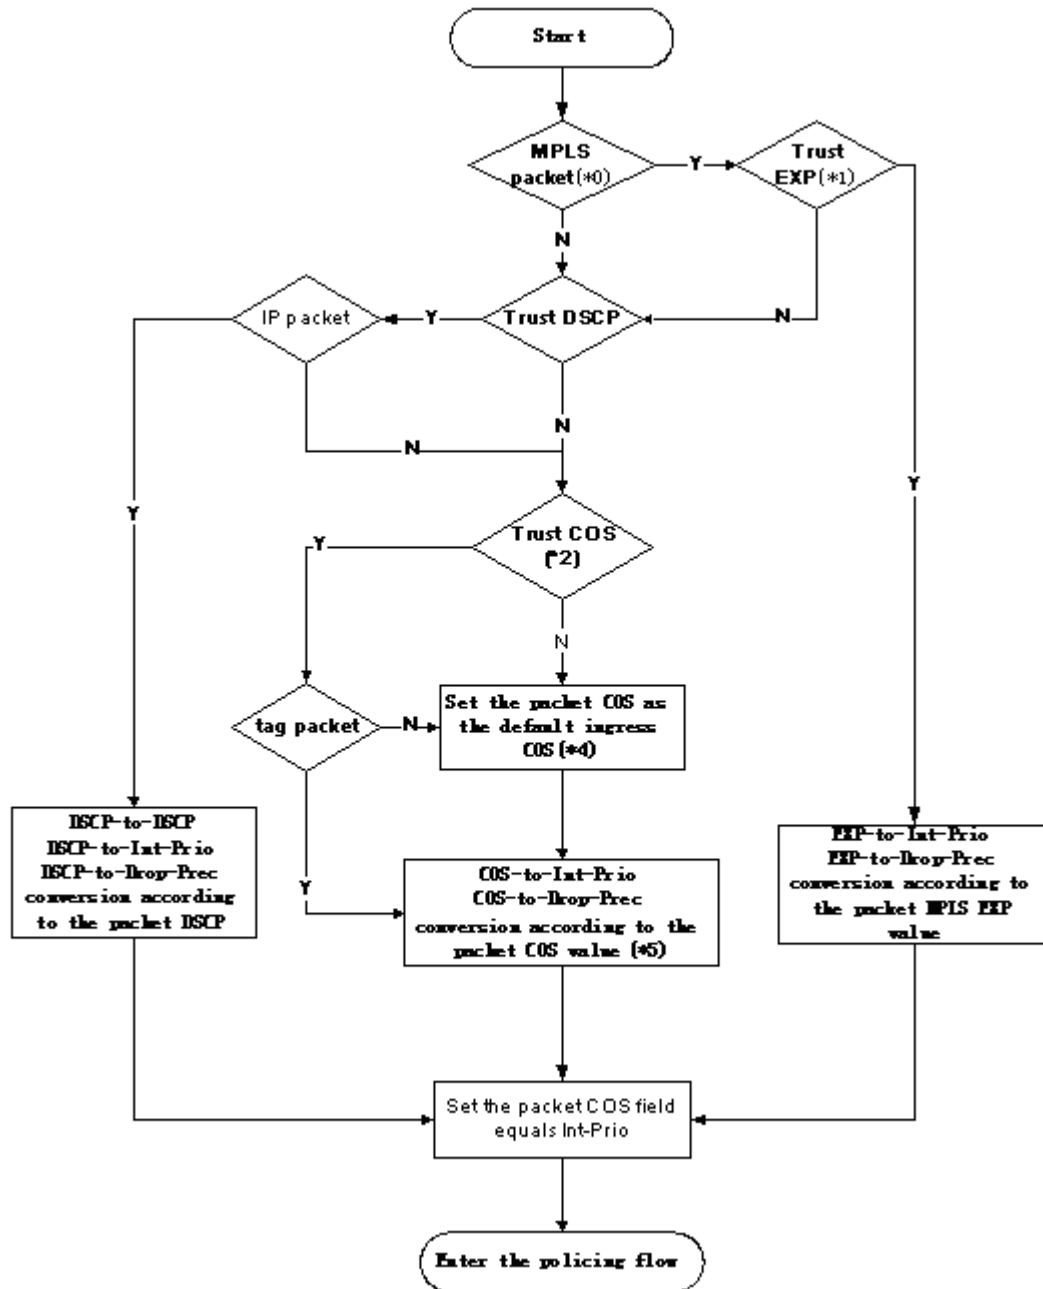 Start
MPLS
packet(*0)
Y
Trust
EXP(*1)
N
IP packet
Y
Trust DSCP
N
N
N
Y
Y
Trust COS
(*2)
Y
N
tag packet
N
Set the packet COS as
the default ingress
COS(*4)
DSCP-to-DSCP
DSCP-to-Int-Prio
DSCP-to-Drop-Prec
conversion according
to the packet DSCP
Y
COS-to-Int-Prio
COS-to-Drop-Prec
conversion according to the
packet COS value (*5)
EXP-to-Int-Prio
EXP-to-Drop-Prec
conversion according to
the packet MPLS EXP
value
Set the packet COS field
equals Int-Prio
Enter the policing flow